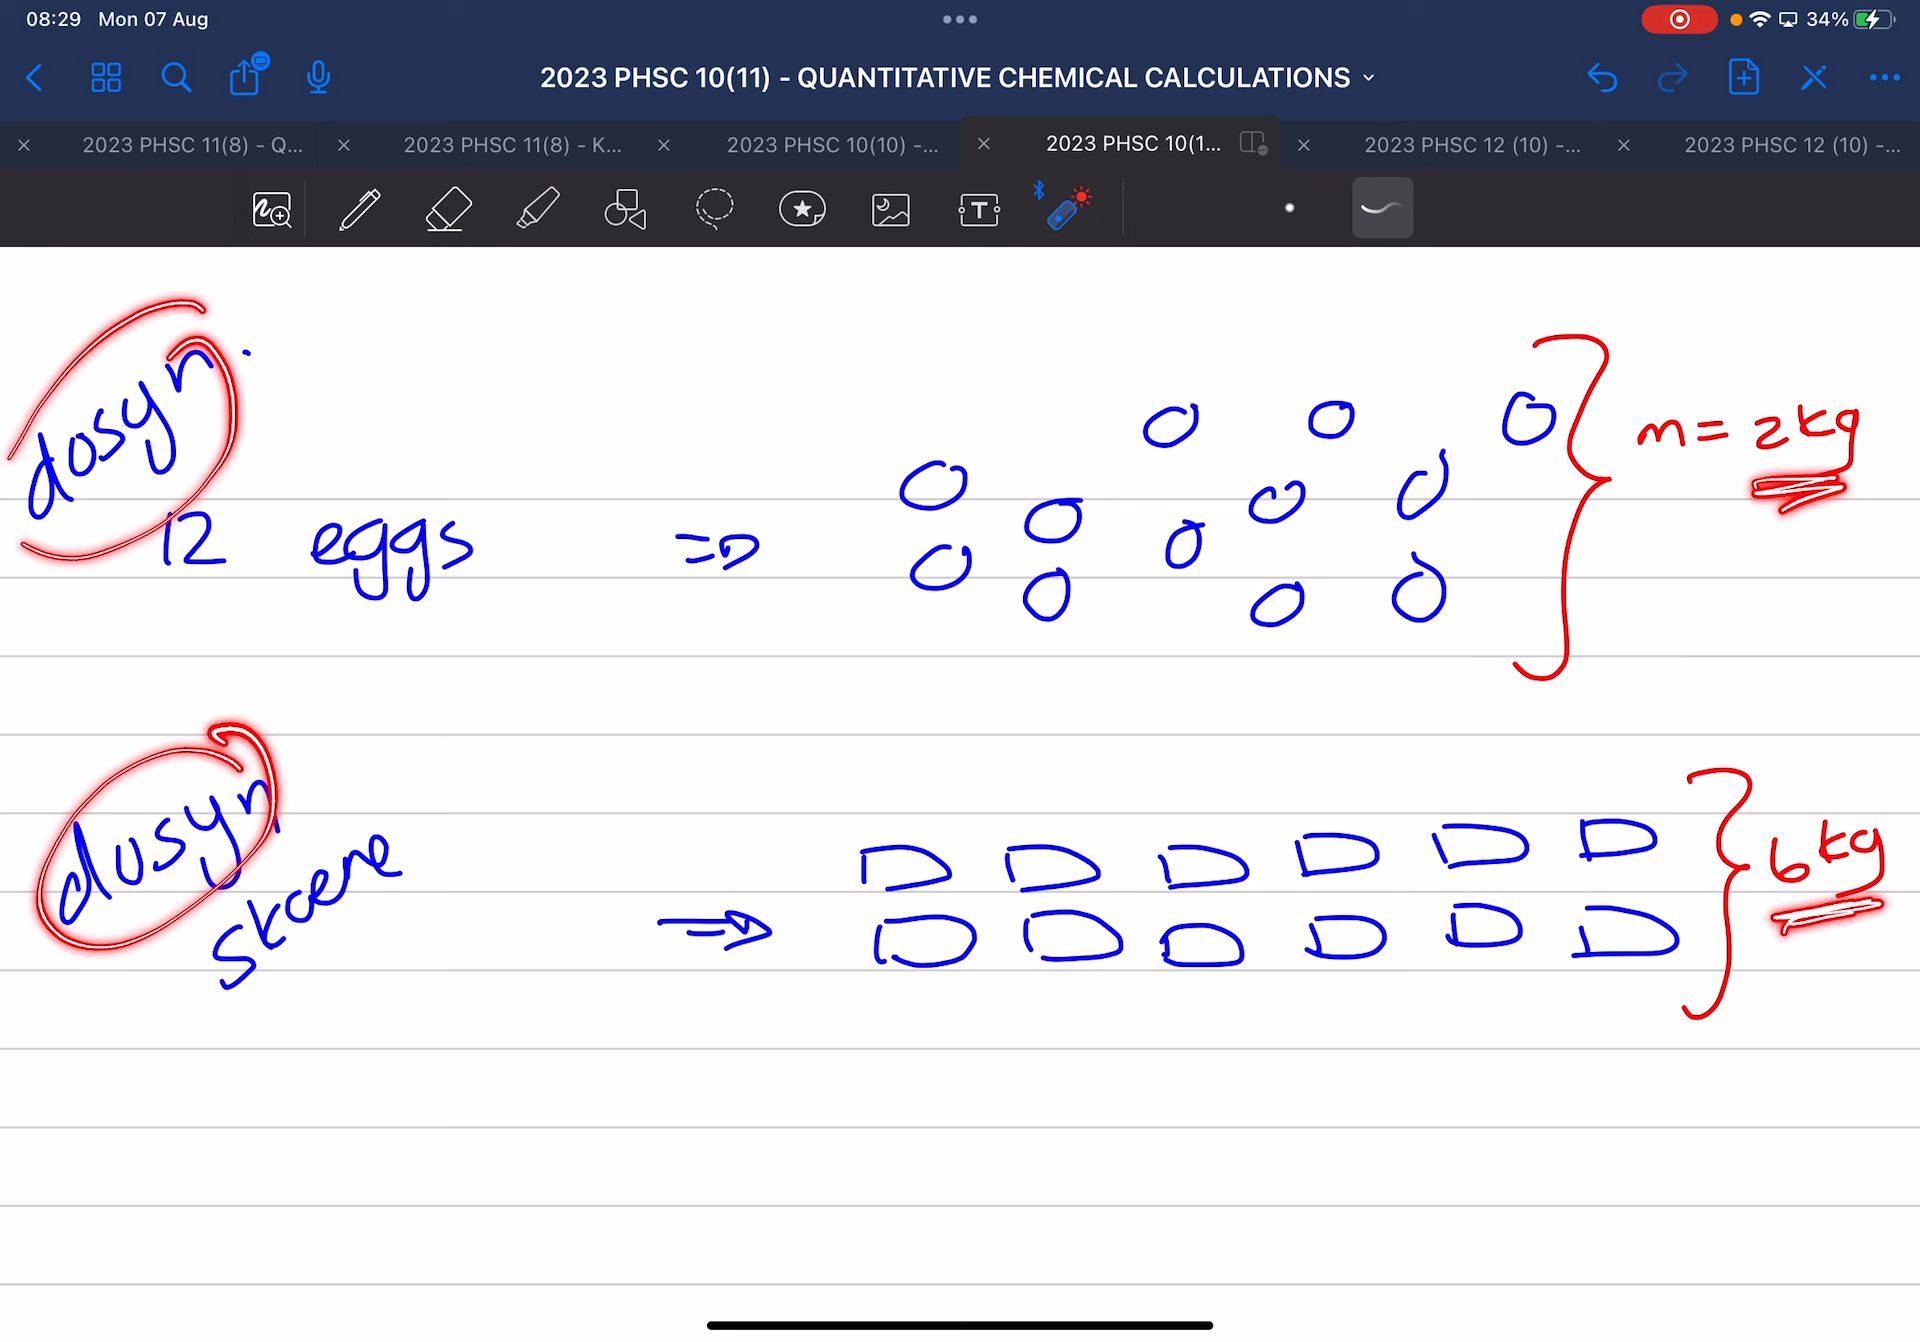 08:29 Mon 07 Aug
34%
2023 PHSC 10(11) - QUANTITATIVE CHEMICAL CALCULATIONS
2023 PHSC 11(8) - Q...
2023 PHSC 11(8) - K...
2023 PHSC 10(10) -...
2023 PHSC 10(1...
2023 PHSC 12 (10) -...
2023 PHSC 12 (10) -...
dosyn.
12 eggs ⇒
m = 2kg
dosyn
skoene ⇒
6kg